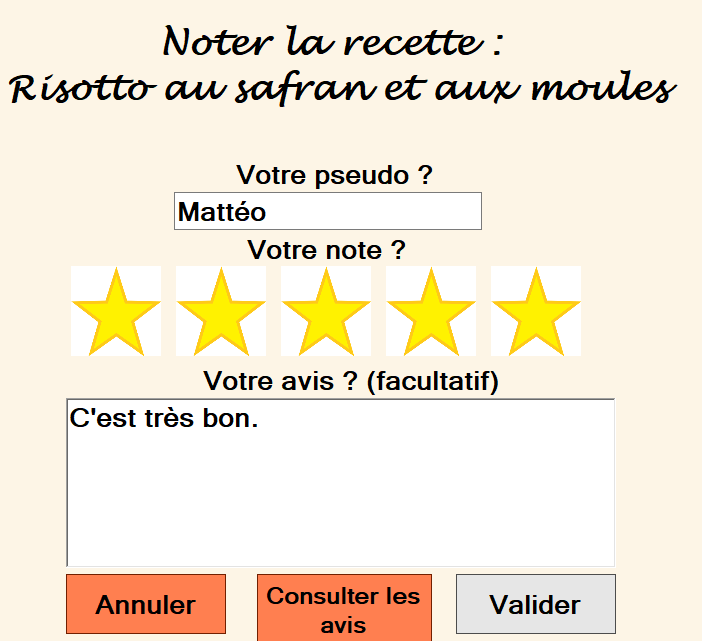 Noter la recette :
Risotto au safran et aux moules
Votre pseudo ?
Mattéo
Votre note ?
Votre avis ? (facultatif)
C'est très bon.
Annuler
Consulter les
avis
Valider